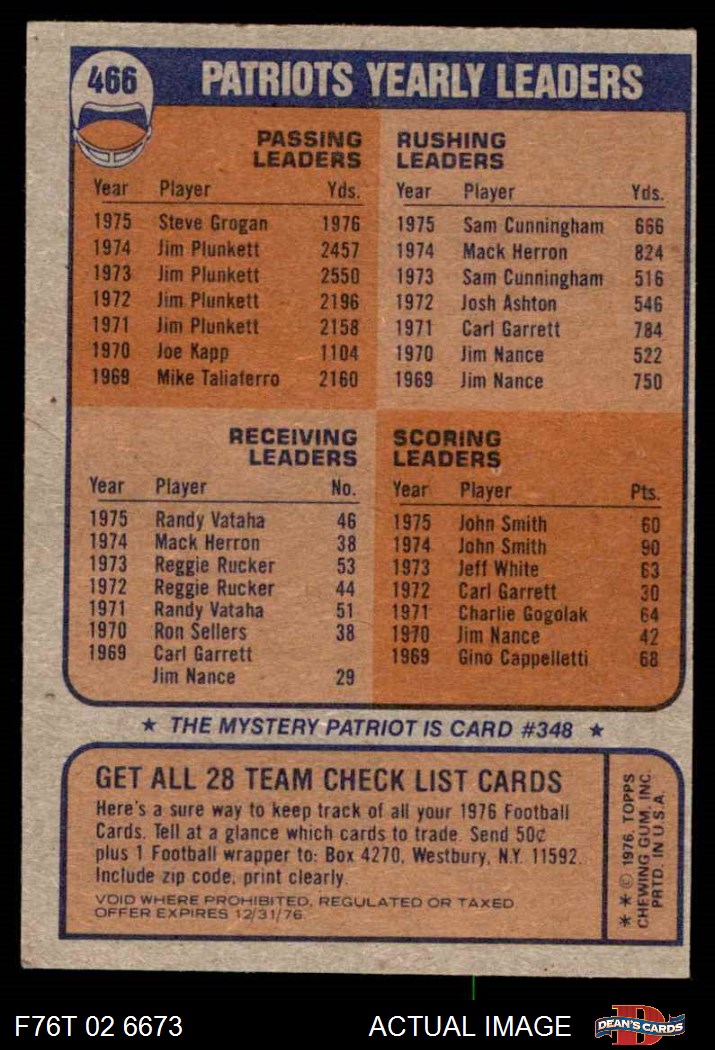 466
PATRIOTS YEARLY LEADERS
PASSING
LEADERS
Year Player Yds.
1975 Steve Grogan 1976
1974 Jim Plunkett 2457
1973 Jim Plunkett 2550
1972 Jim Plunkett 2196
1971 Jim Plunkett 2158
1970 Joe Kapp 1104
1969 Mike Taliaferro 2160
RUSHING
LEADERS
Year Player Yds.
1975 Sam Cunningham 666
1974 Mack Herron 824
1973 Sam Cunningham 516
1972 Josh Ashton 546
1971 Carl Garrett 784
1970 Jim Nance 522
1969 Jim Nance 750
RECEIVING
LEADERS
Year Player No.
1975 Randy Vataha 46
1974 Mack Herron 38
1973 Reggie Rucker 53
1972 Reggie Rucker 44
1971 Randy Vataha 51
1970 Ron Sellers 38
1969 Carl Garrett
Jim Nance 29
SCORING
LEADERS
Year Player Pts.
1975 John Smith 60
1974 John Smith 90
1973 Jeff White 63
1972 Carl Garrett 30
1971 Charlie Gogolak 64
1970 Jim Nance 42
1969 Gino Cappelletti 68
★ THE MYSTERY PATRIOT IS CARD #348 ★
GET ALL 28 TEAM CHECK LIST CARDS
Here's a sure way to keep track of all your 1976 Football
Cards. Tell at a glance which cards to trade. Send 50¢
plus 1 Football wrapper to: Box 4270, Westbury, N.Y. 11592.
Include zip code, print clearly.
VOID WHERE PROHIBITED, REGULATED OR TAXED
OFFER EXPIRES 12/31/76
★ ★ © 1976, TOPPS
CHEWING GUM, INC.
PRTD. IN U.S.A.
F76T 02 6673
ACTUAL IMAGE
D
DEAN'S CARDS